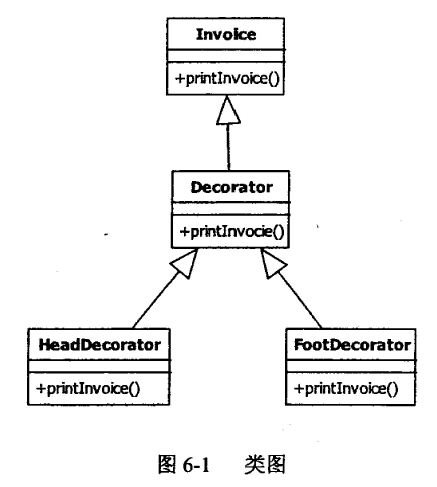 Invoice
+printInvoice()
Decorator
+printInvocie()
HeadDecorator
+printInvoice()
FootDecorator
+printInvoice()
图 6-1 类图